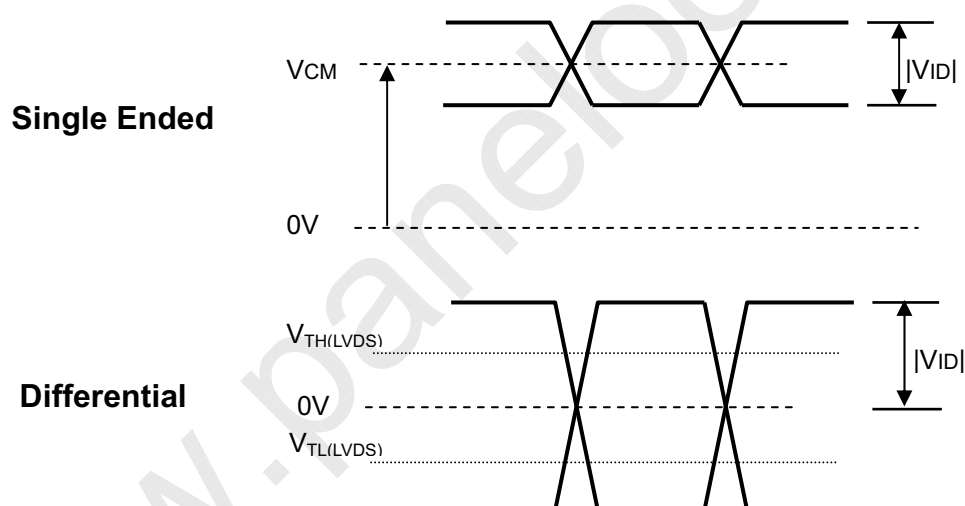 VCM
|VID|
Single Ended
0V
VTH(LVDS)
|VID|
Differential
0V
VTL(LVDS)